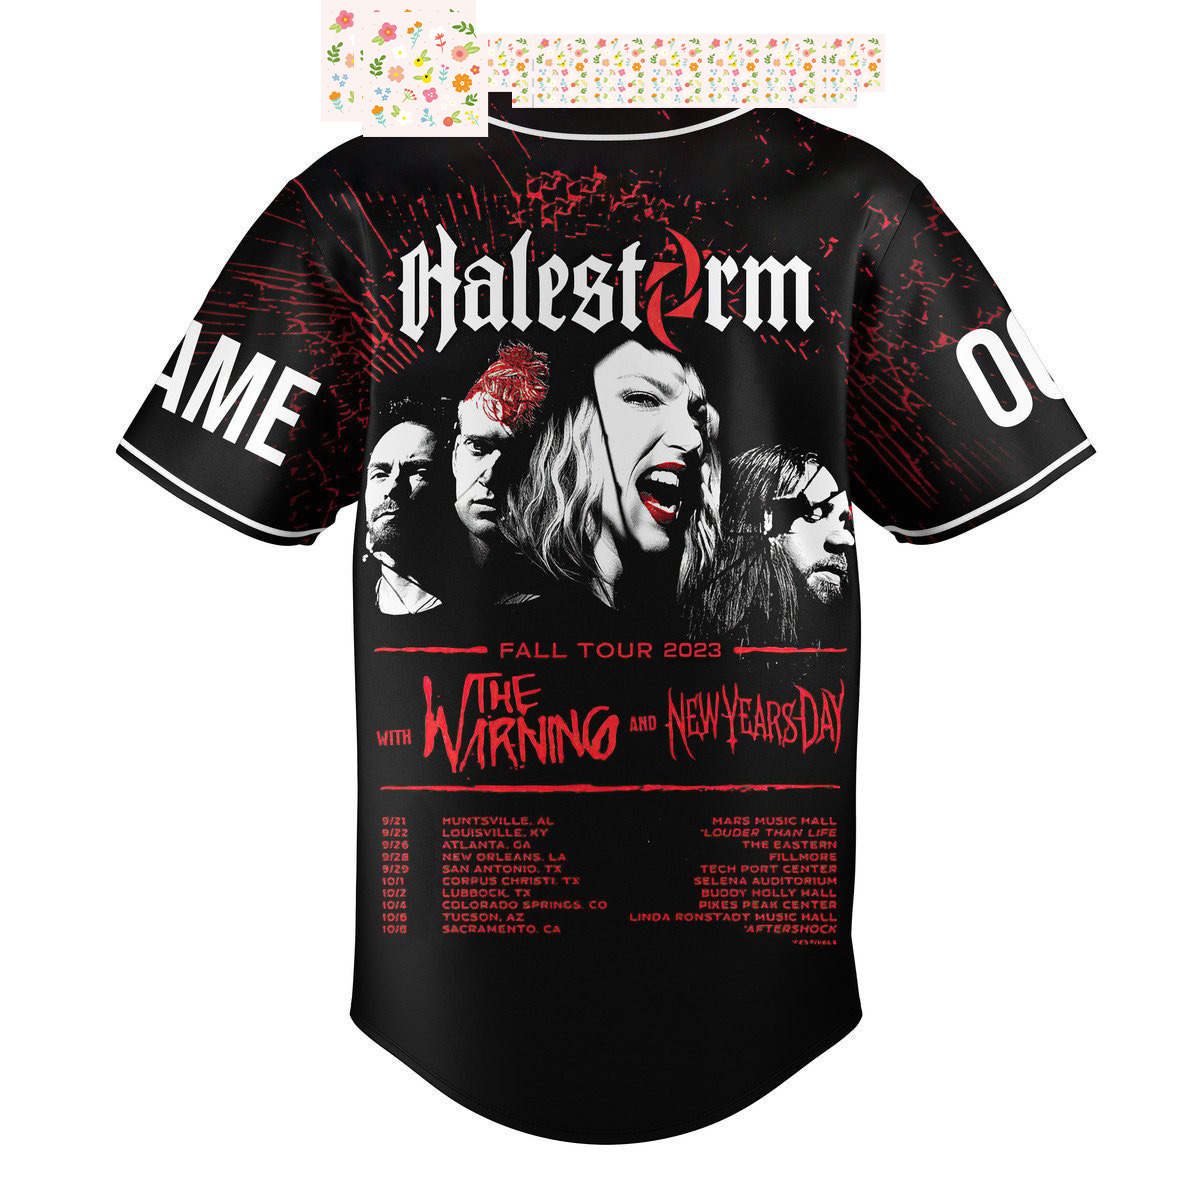 Halestorm
AME
00
FALL TOUR 2023
WITH THE WARNING AND NEW YEARS DAY
9/21 HUNTSVILLE, AL MARS MUSIC HALL
9/22 LOUISVILLE, KY *LOUDER THAN LIFE
9/26 ATLANTA, GA THE EASTERN
9/28 NEW ORLEANS, LA FILLMORE
9/29 SAN ANTONIO, TX TECH PORT CENTER
10/1 CORPUS CHRISTI, TX SELENA AUDITORIUM
10/2 LUBBOCK, TX BUDDY HOLLY HALL
10/4 COLORADO SPRINGS, CO PIKES PEAK CENTER
10/6 TUCSON, AZ LINDA RONSTADT MUSIC HALL
10/8 SACRAMENTO, CA *AFTERSHOCK
*FESTIVALS